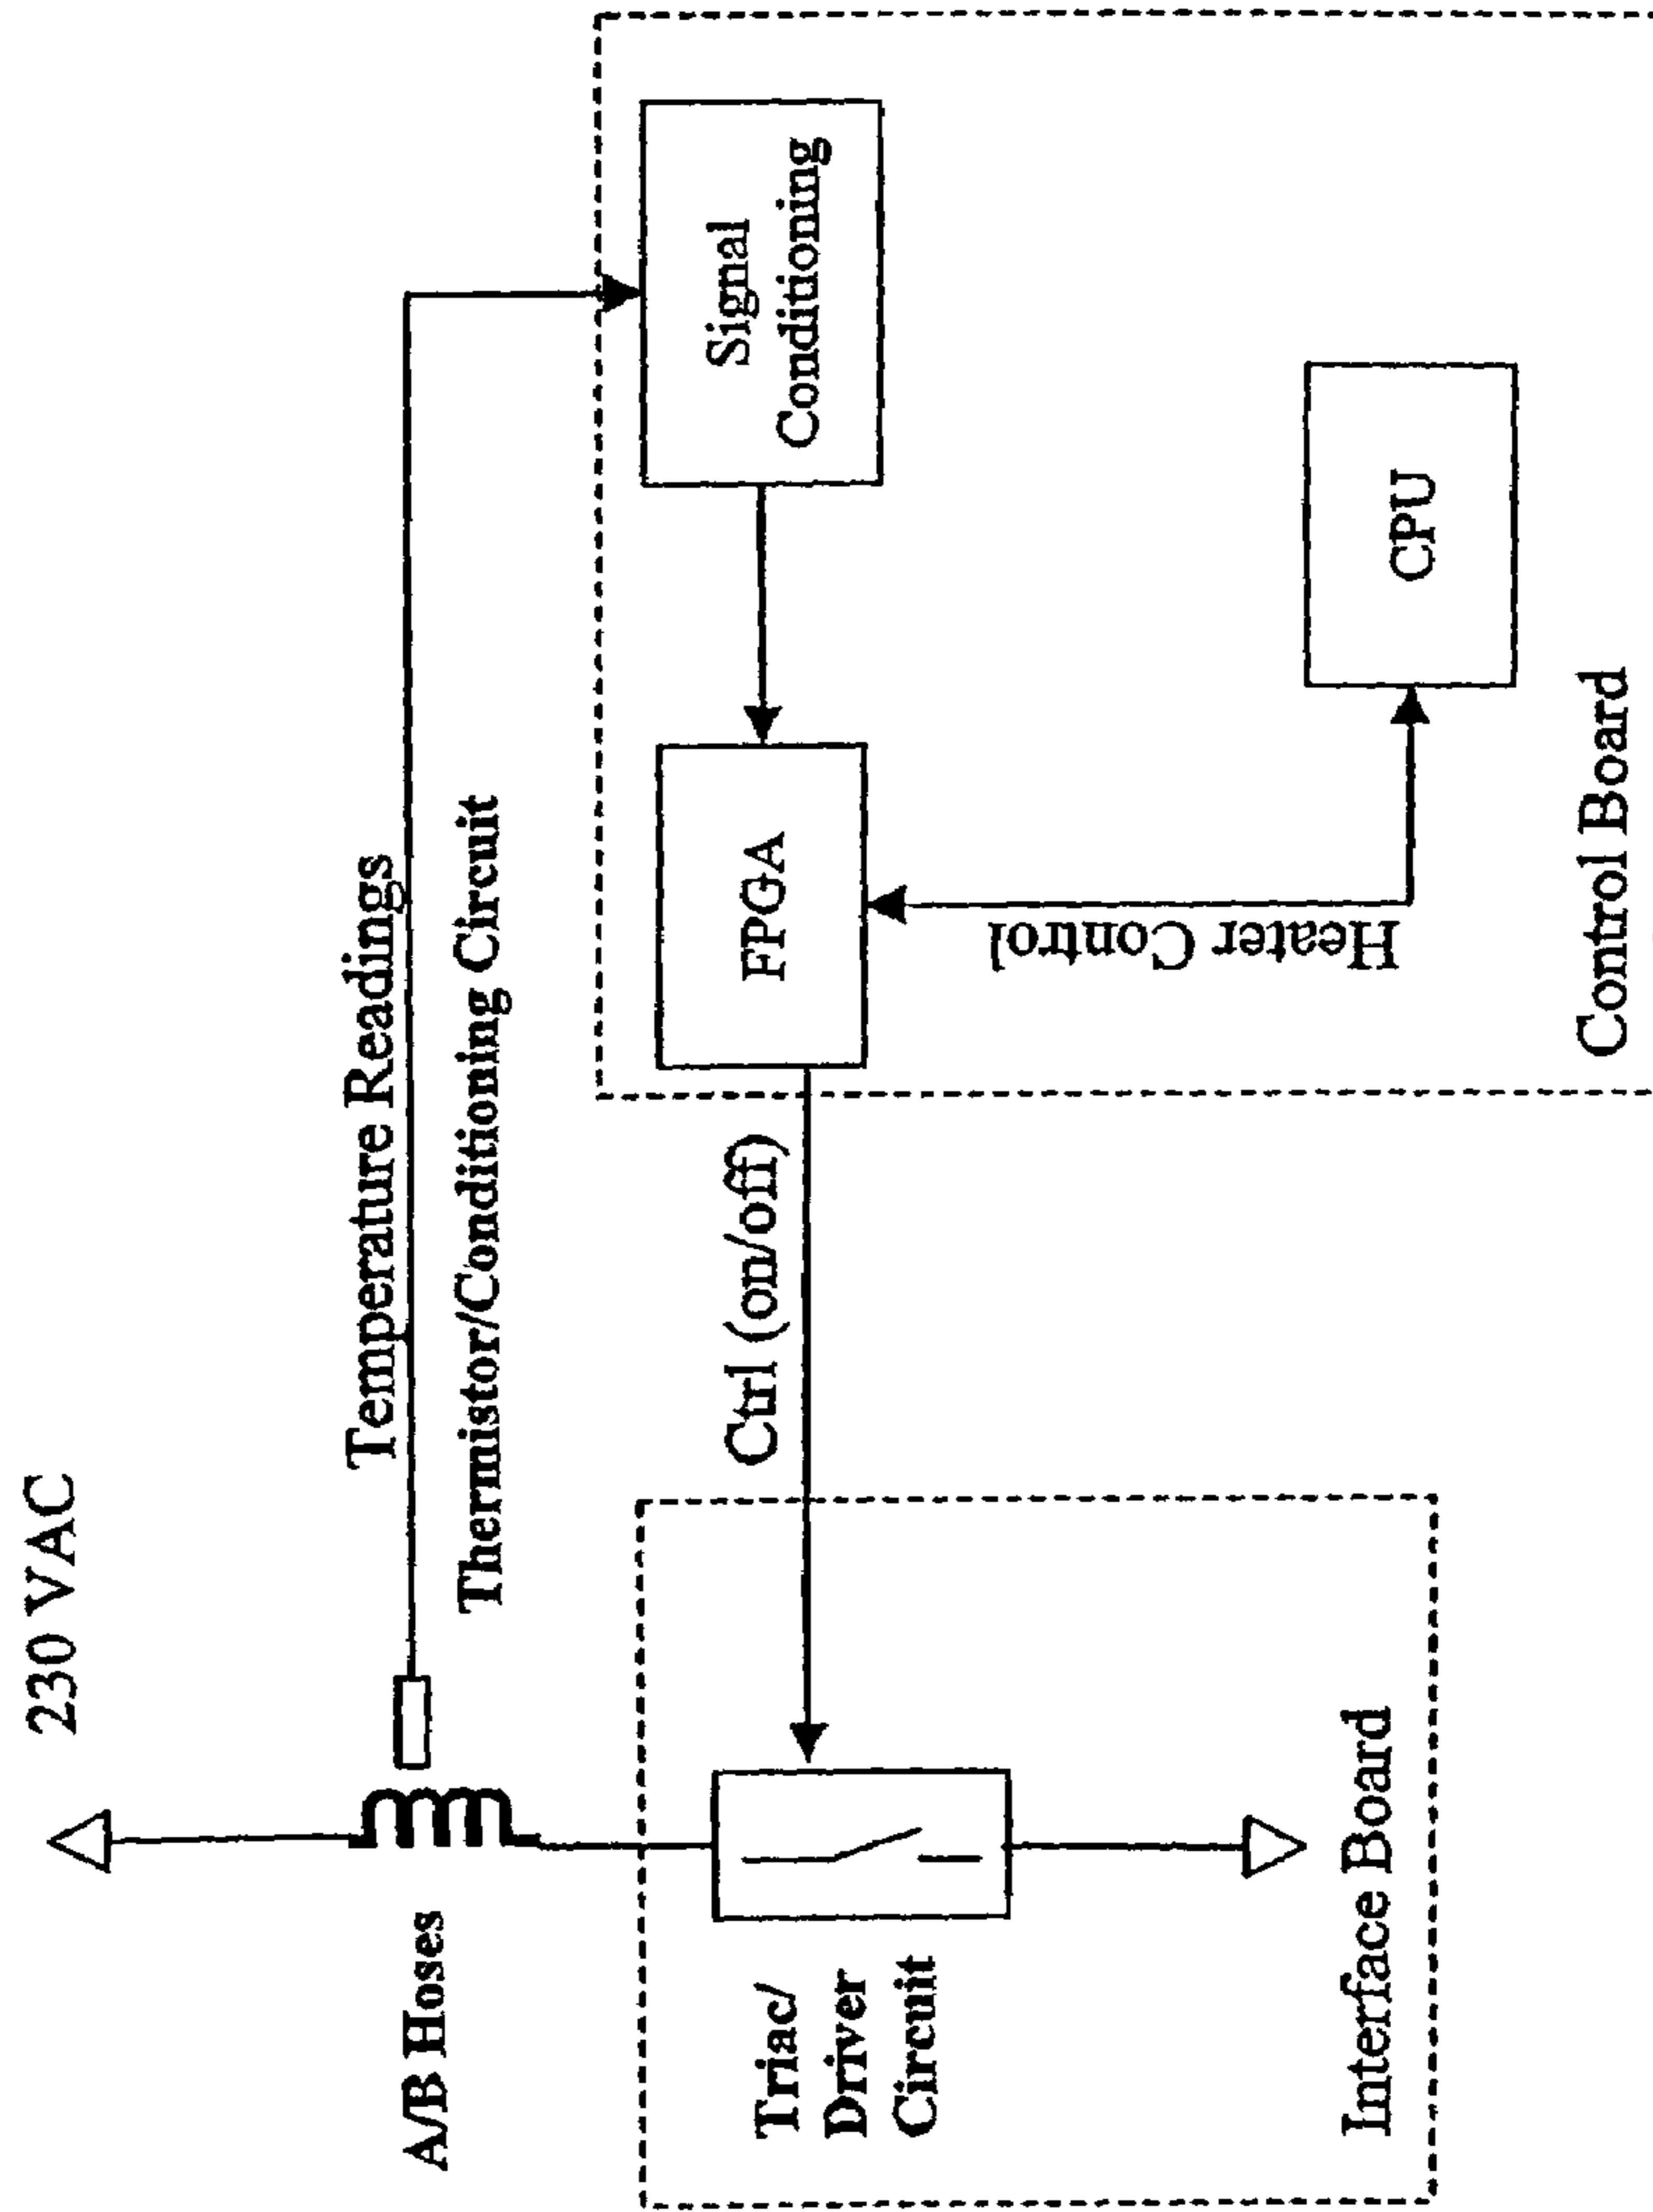 230 VAC
Temperature Readings
Thermistor/Conditioning Circuit
A/B Hoses
Signal
Conditioning
FPGA
Ctrl (on/off)
Triac/
Driver
Circuit
Heater Control
CPU
Interface Board
Control Board